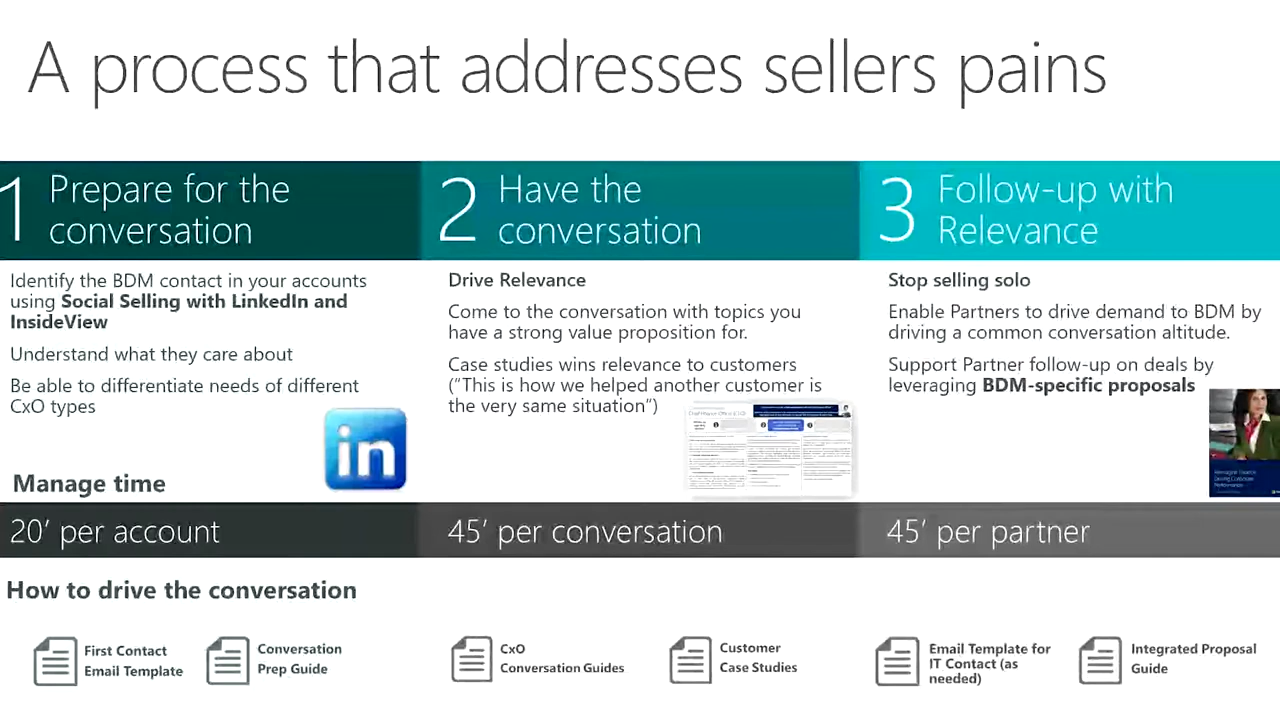 A process that addresses sellers pains
1
Prepare for the
conversation
Identify the BDM contact in your accounts
using Social Selling with LinkedIn and
InsideView
Understand what they care about
Be able to differentiate needs of different
CxO types
in
Manage time
20′ per account
2
Have the
conversation
Drive Relevance
Come to the conversation with topics you
have a strong value proposition for.
Case studies wins relevance to customers
(“This is how we helped another customer is
the very same situation”)
45′ per conversation
3
Follow-up with
Relevance
Stop selling solo
Enable Partners to drive demand to BDM by
driving a common conversation altitude.
Support Partner follow-up on deals by
leveraging BDM-specific proposals
45′ per partner
How to drive the conversation
First Contact
Email Template
Conversation
Prep Guide
CxO
Conversation Guides
Customer
Case Studies
Email Template for
IT Contact (as
needed)
Integrated Proposal
Guide